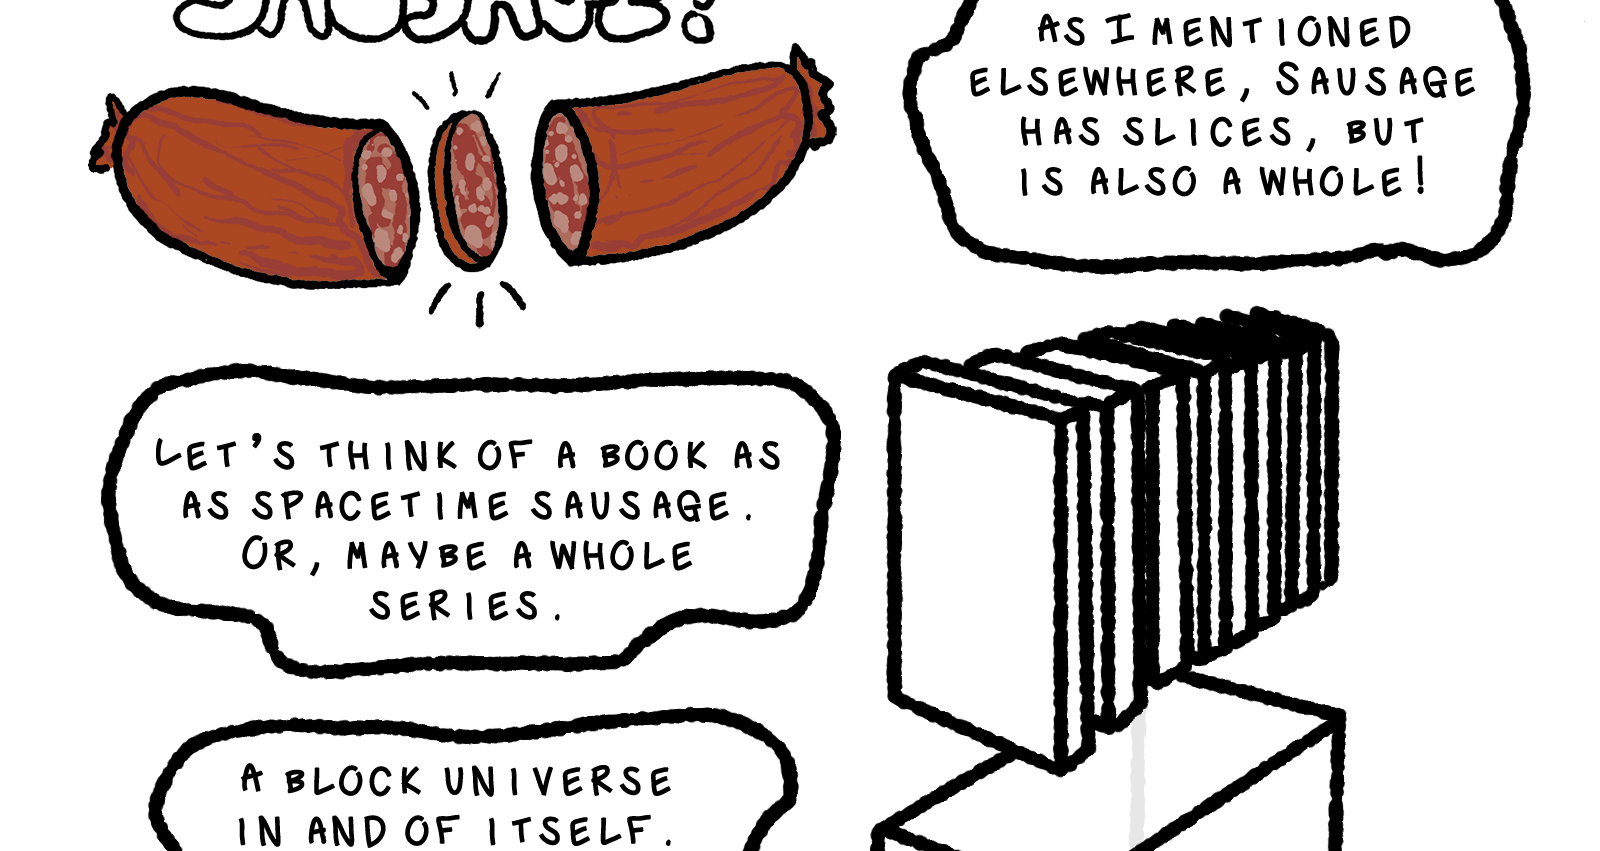 SAUSAGE!
AS I MENTIONED
ELSEWHERE, SAUSAGE
HAS SLICES, BUT
IS ALSO A WHOLE!
LET'S THINK OF A BOOK AS
AS SPACETIME SAUSAGE.
OR, MAYBE A WHOLE
SERIES.
A BLOCK UNIVERSE
IN AND OF ITSELF.